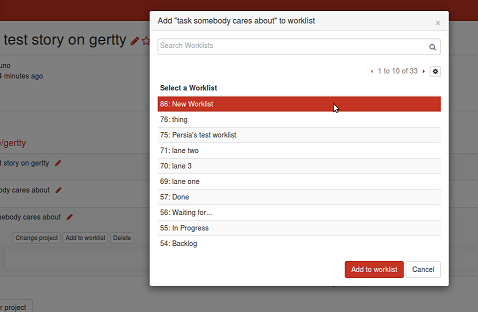 Add "task somebody cares about" to worklist
×
test story on gertty
uno
4 minutes ago
Search Worklists
1 to 10 of 33
Select a Worklist
86: New Worklist
76: thing
75: Persia's test worklist
71: lane two
70: lane 3
69: lane one
57: Done
56: Waiting for...
55: In Progress
54: Backlog
/gertty
st story on gertty
body cares about
mebody cares about
Change project Add to worklist Delete
Add to worklist Cancel
r project